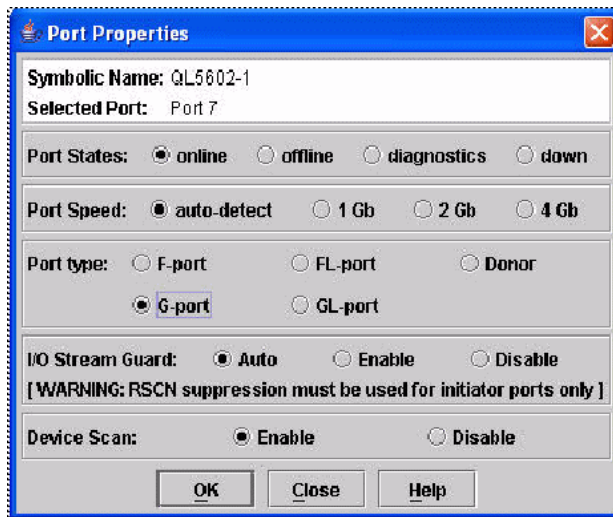 Port Properties
Symbolic Name: QL5602-1
Selected Port: Port 7
Port States: online offline diagnostics down
Port Speed: auto-detect 1 Gb 2 Gb 4 Gb
Port type: F-port FL-port Donor
G-port GL-port
I/O Stream Guard: Auto Enable Disable
[ WARNING: RSCN suppression must be used for initiator ports only ]
Device Scan: Enable Disable
OK Close Help